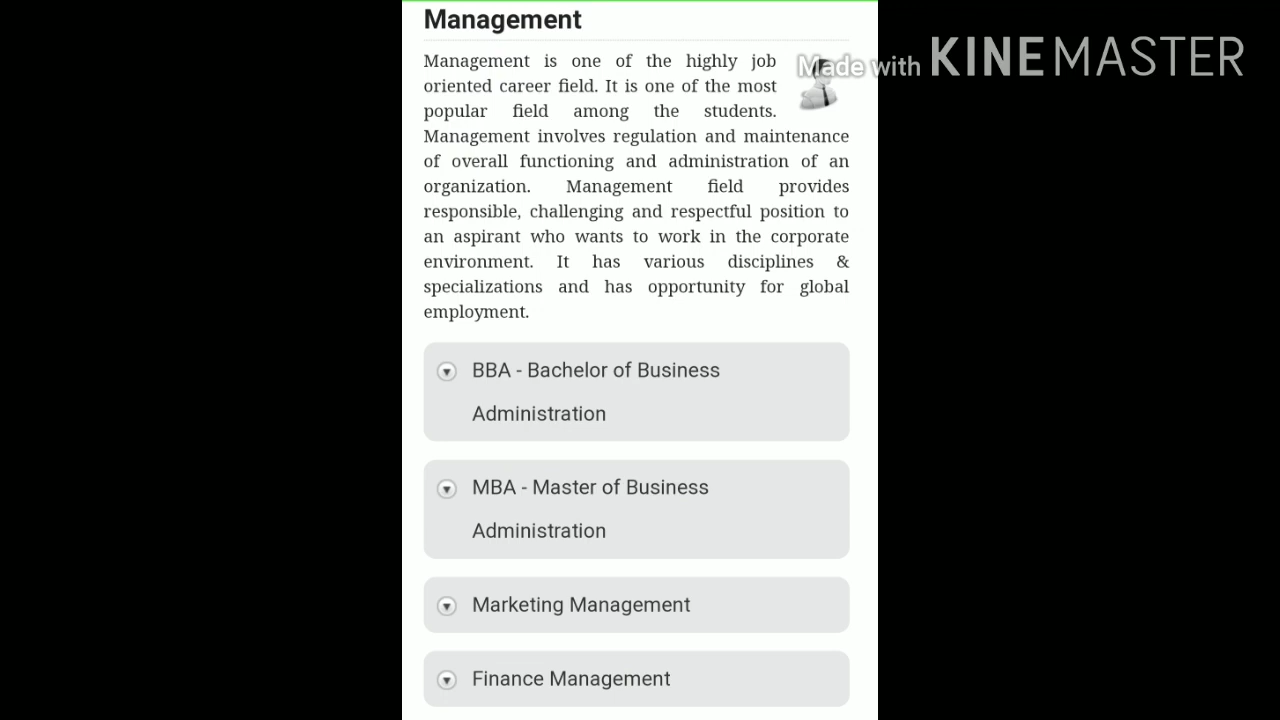 Management
Management is one of the highly job
oriented career field. It is one of the most
popular field among the students.
Management involves regulation and maintenance
of overall functioning and administration of an
organization. Management field provides
responsible, challenging and respectful position to
an aspirant who wants to work in the corporate
environment. It has various disciplines &
specializations and has opportunity for global
employment.
BBA - Bachelor of Business
Administration
MBA - Master of Business
Administration
Marketing Management
Finance Management
Made with KINEMASTER